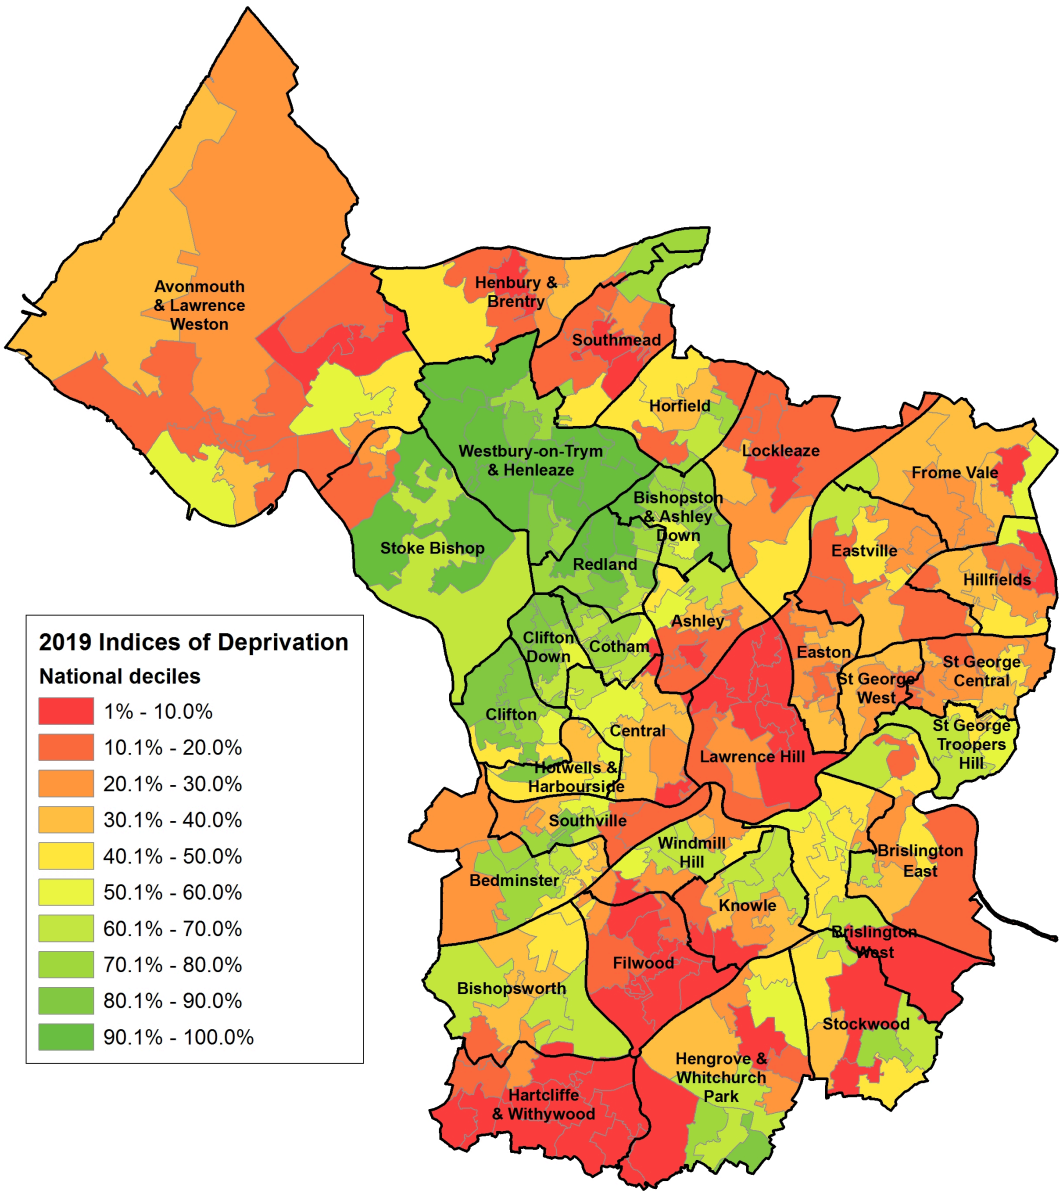 Avonmouth
& Lawrence
Weston
Henbury &
Brentry
Southmead
Horfield
Lockleaze
Westbury-on-Trym
& Henleaze
Frome Vale
Bishopston
& Ashley
Down
Stoke Bishop
Redland
Eastville
Hillfields
Ashley
Clifton
Down
Cotham
Easton
St George
West
St George
Central
Clifton
Central
St George
Troopers
Hill
Lawrence Hill
Hotwells &
Harbourside
Southville
Windmill
Hill
Brislington
East
Bedminster
Knowle
Brislington
West
Filwood
Bishopsworth
Stockwood
Hengrove &
Whitchurch
Park
Hartcliffe
& Withywood
2019 Indices of Deprivation
National deciles
1% - 10.0%
10.1% - 20.0%
20.1% - 30.0%
30.1% - 40.0%
40.1% - 50.0%
50.1% - 60.0%
60.1% - 70.0%
70.1% - 80.0%
80.1% - 90.0%
90.1% - 100.0%